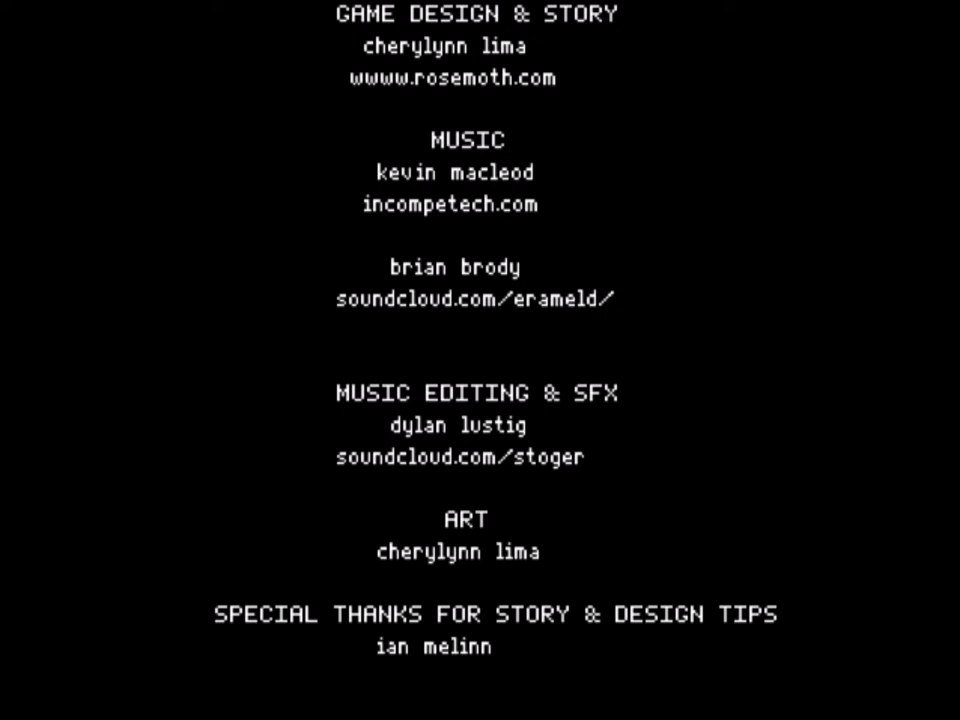 GAME DESIGN & STORY
cherylynn lima
wwww.rosemoth.com
MUSIC
kevin macleod
incompetech.com
brian brody
soundcloud.com/erameld/
MUSIC EDITING & SFX
dylan lustig
soundcloud.com/stoger
ART
cherylynn lima
SPECIAL THANKS FOR STORY & DESIGN TIPS
ian melinn